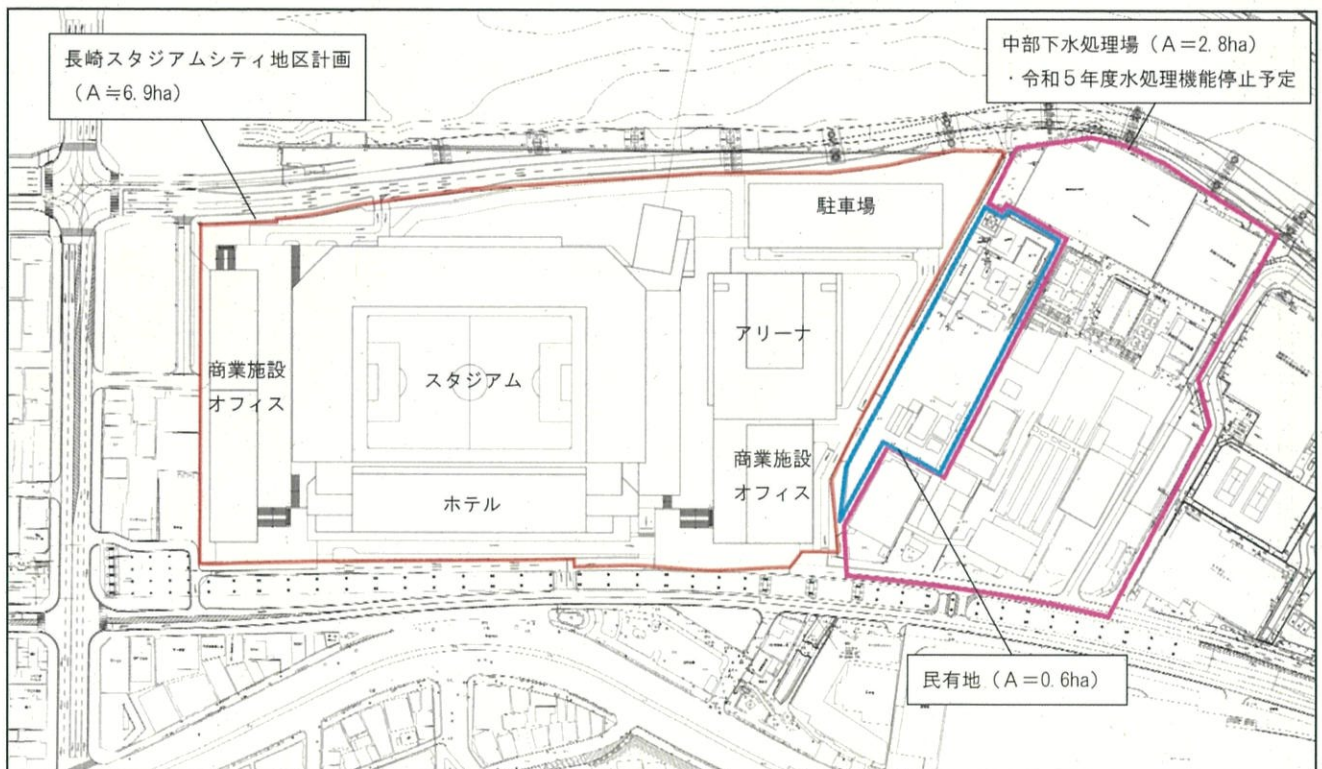 長崎スタジアムシティ地区計画
（A≒6.9ha）
中部下水処理場（A＝2.8ha）
・令和５年度水処理機能停止予定
駐車場
アリーナ
商業施設
オフィス
スタジアム
商業施設
オフィス
ホテル
民有地（A＝0.6ha）